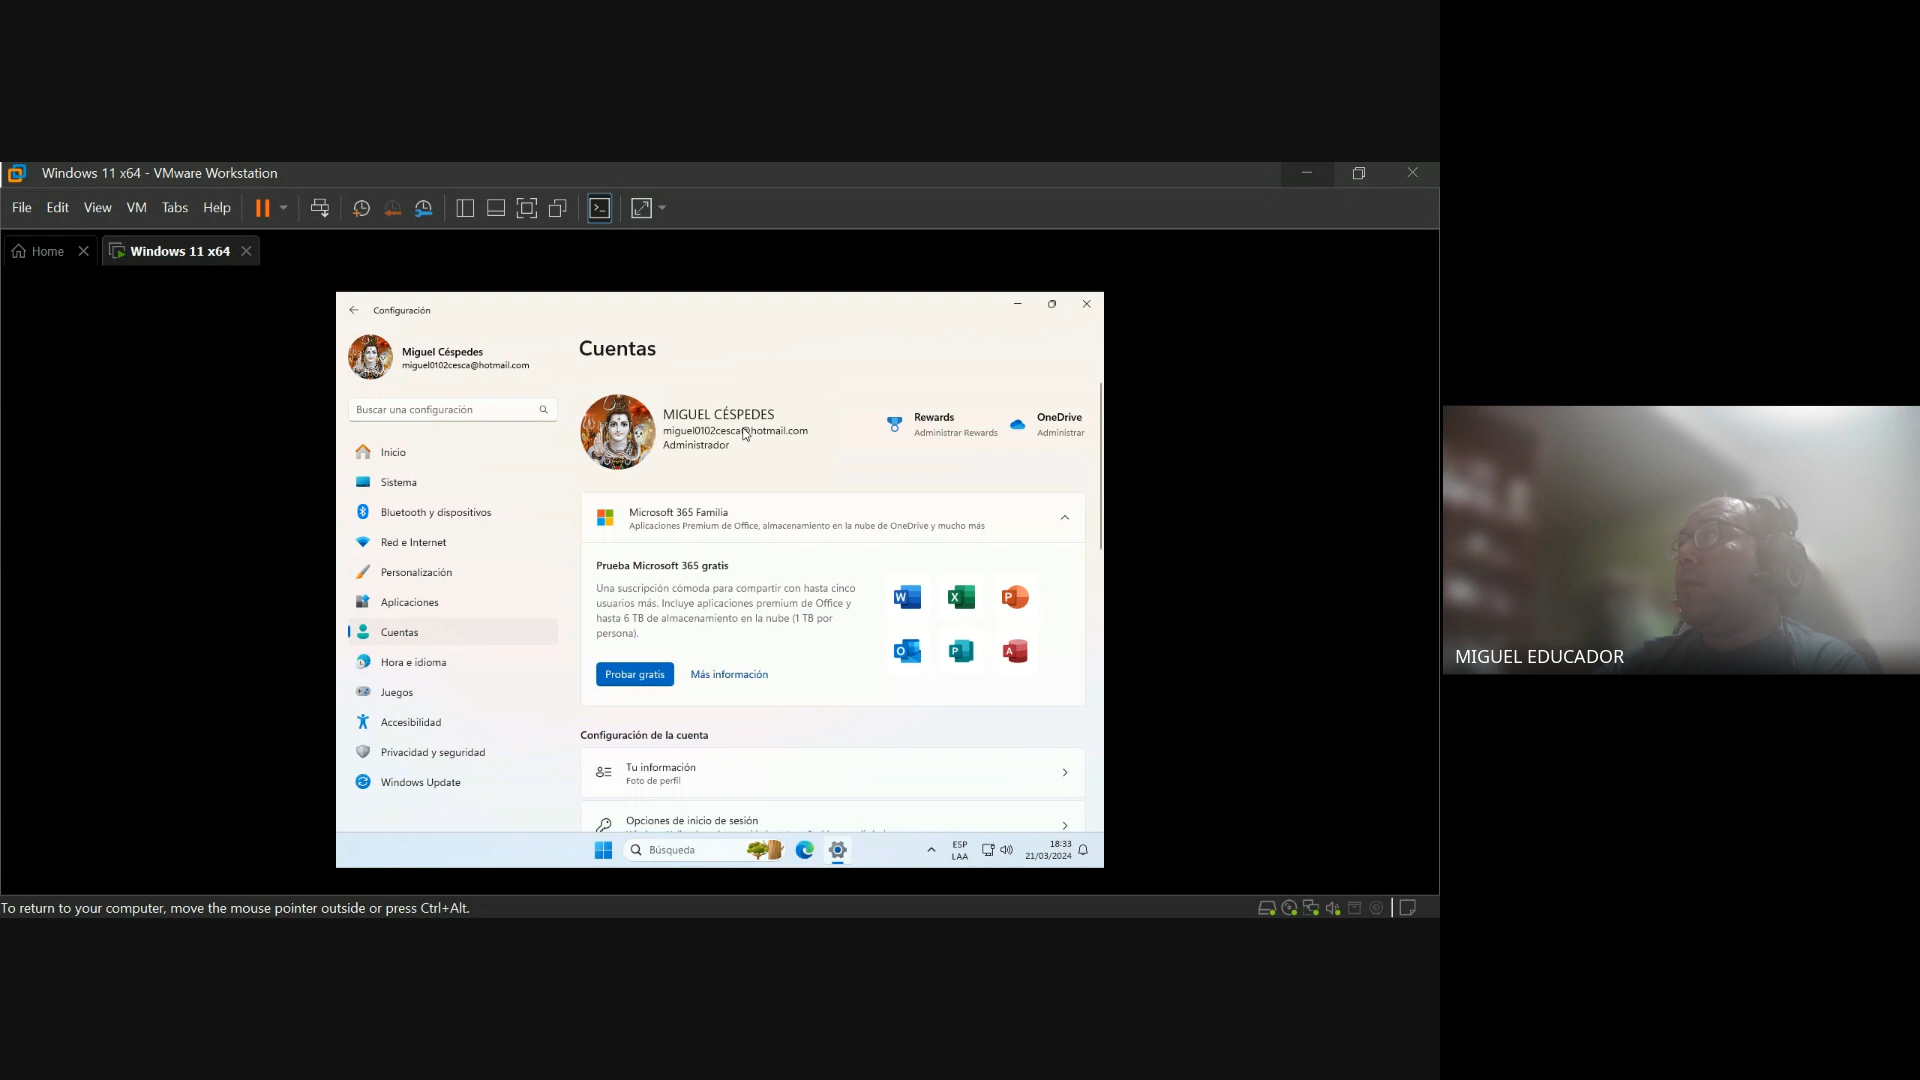 Windows 11 x64 - VMware Workstation
File Edit View VM Tabs Help
Home
Windows 11 x64
Configuración
Miguel Céspedes
miguel0102cesca@hotmail.com
Buscar una configuración
Inicio
Sistema
Bluetooth y dispositivos
Red e Internet
Personalización
Aplicaciones
Cuentas
Hora e idioma
Juegos
Accesibilidad
Privacidad y seguridad
Windows Update
Cuentas
MIGUEL CÉSPEDES
miguel0102cesca@hotmail.com
Administrador
Rewards
Administrar Rewards
OneDrive
Administrar
Microsoft 365 Familia
Aplicaciones Premium de Office, almacenamiento en la nube de OneDrive y mucho más
Prueba Microsoft 365 gratis
Una suscripción cómoda para compartir con hasta cinco
usuarios más. Incluye aplicaciones premium de Office y
hasta 6 TB de almacenamiento en la nube (1 TB por
persona).
Probar gratis
Más información
Configuración de la cuenta
Tu información
Foto de perfil
Opciones de inicio de sesión
Búsqueda
ESP
LAA
18:33
21/03/2024
To return to your computer, move the mouse pointer outside or press Ctrl+Alt.
MIGUEL EDUCADOR